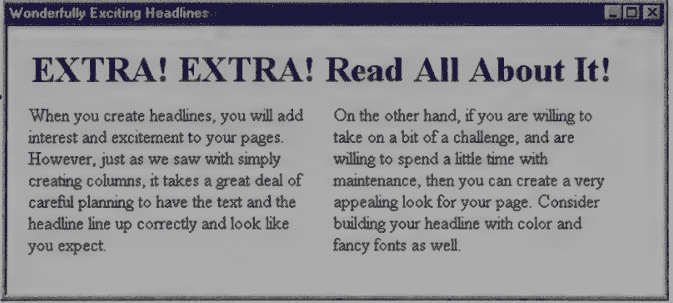 Wonderfully Exciting Headlines
EXTRA! EXTRA! Read All About It!
When you create headlines, you will add
interest and excitement to your pages.
However, just as we saw with simply
creating columns, it takes a great deal of
careful planning to have the text and the
headline line up correctly and look like
you expect.
On the other hand, if you are willing to
take on a bit of a challenge, and are
willing to spend a little time with
maintenance, then you can create a very
appealing look for your page. Consider
building your headline with color and
fancy fonts as well.